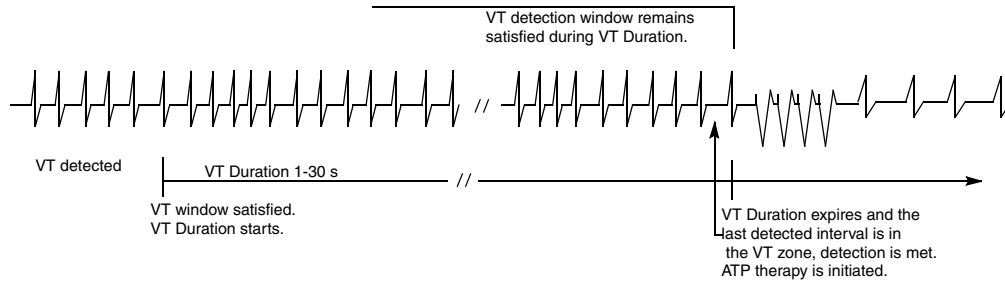 VT detection window remains
satisfied during VT Duration.
//
VT detected
VT Duration 1-30 s
//
VT window satisfied.
VT Duration starts.
VT Duration expires and the
last detected interval is in
the VT zone, detection is met.
ATP therapy is initiated.